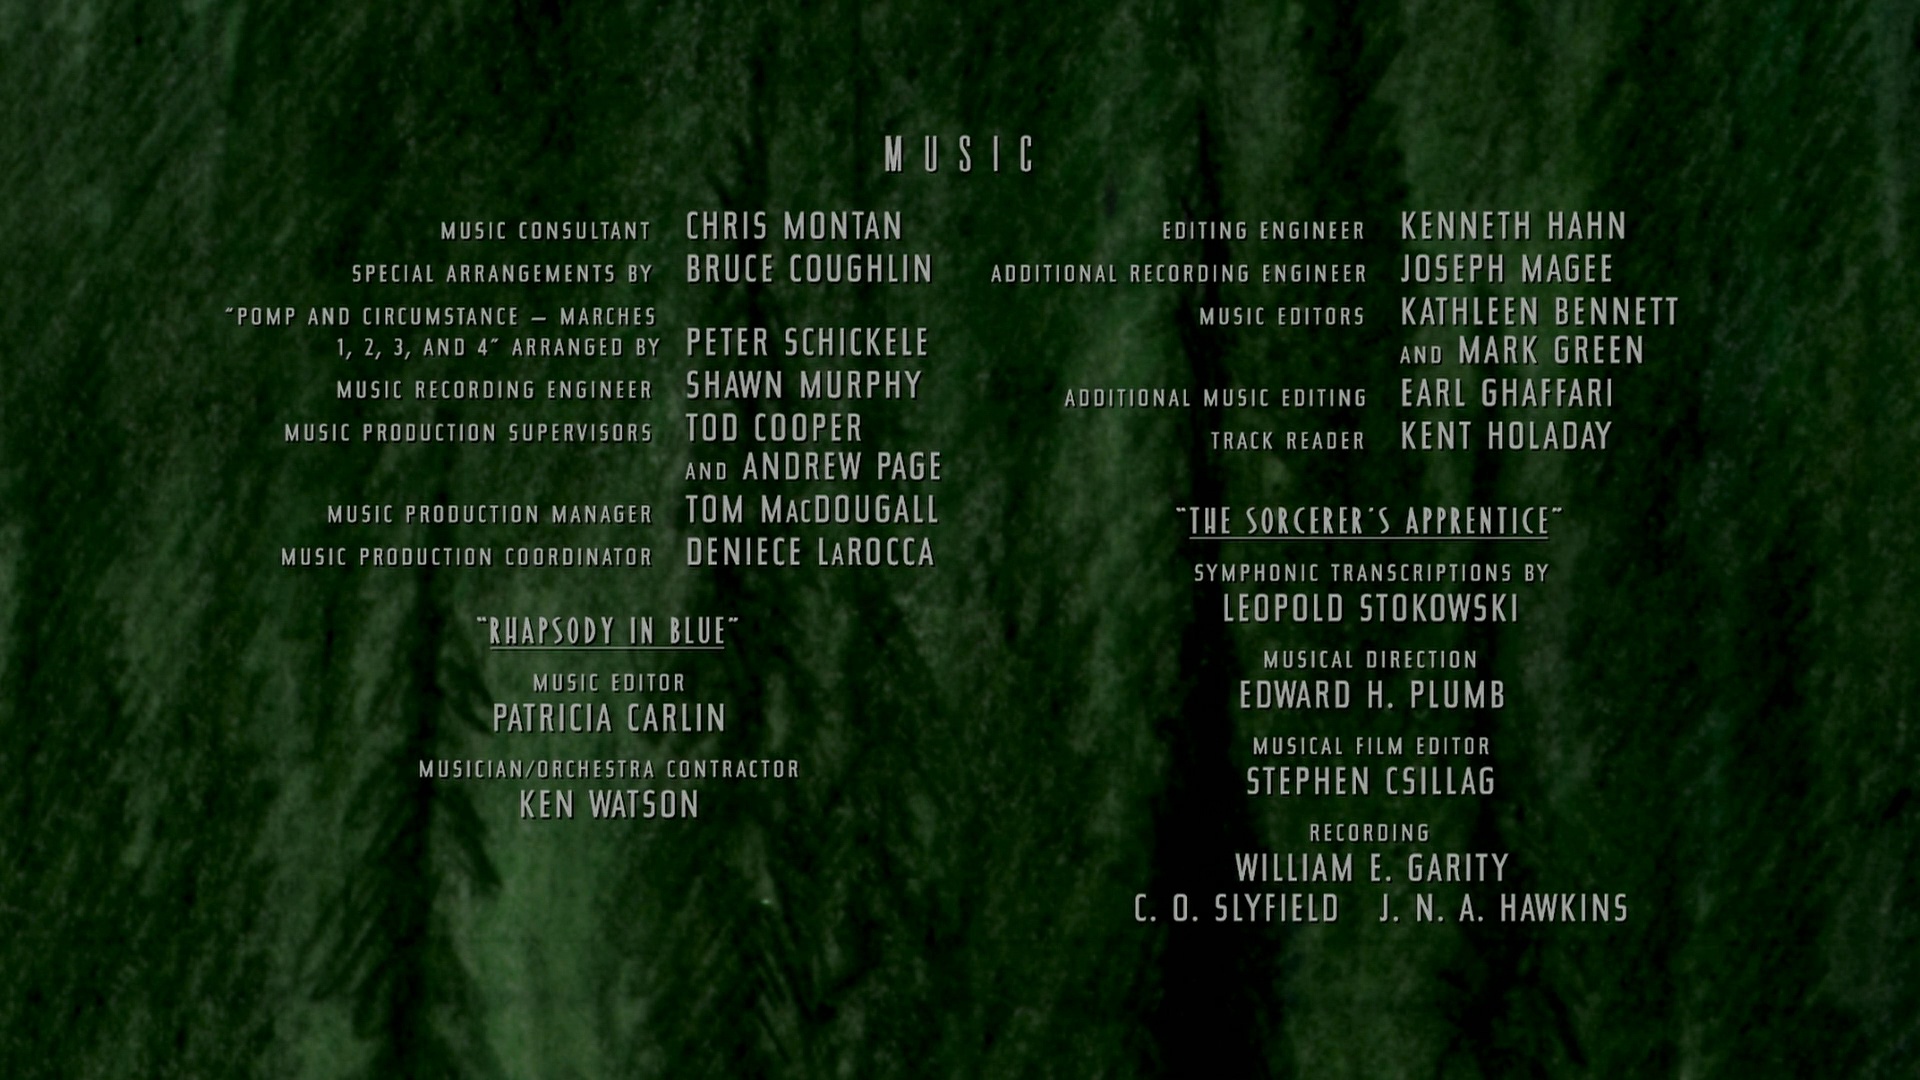 MUSIC
MUSIC CONSULTANT CHRIS MONTAN
SPECIAL ARRANGEMENTS BY BRUCE COUGHLIN
"POMP AND CIRCUMSTANCE – MARCHES
1, 2, 3, AND 4" ARRANGED BY PETER SCHICKELE
MUSIC RECORDING ENGINEER SHAWN MURPHY
MUSIC PRODUCTION SUPERVISORS TOD COOPER
AND ANDREW PAGE
MUSIC PRODUCTION MANAGER TOM MACDOUGALL
MUSIC PRODUCTION COORDINATOR DENIECE LAROCCA
"RHAPSODY IN BLUE"
MUSIC EDITOR
PATRICIA CARLIN
MUSICIAN/ORCHESTRA CONTRACTOR
KEN WATSON
EDITING ENGINEER KENNETH HAHN
ADDITIONAL RECORDING ENGINEER JOSEPH MAGEE
MUSIC EDITORS KATHLEEN BENNETT
AND MARK GREEN
ADDITIONAL MUSIC EDITING EARL GHAFFARI
TRACK READER KENT HOLADAY
"THE SORCERER'S APPRENTICE"
SYMPHONIC TRANSCRIPTIONS BY
LEOPOLD STOKOWSKI
MUSICAL DIRECTION
EDWARD H. PLUMB
MUSICAL FILM EDITOR
STEPHEN CSILLAG
RECORDING
WILLIAM E. GARITY
C. O. SLYFIELD J. N. A. HAWKINS